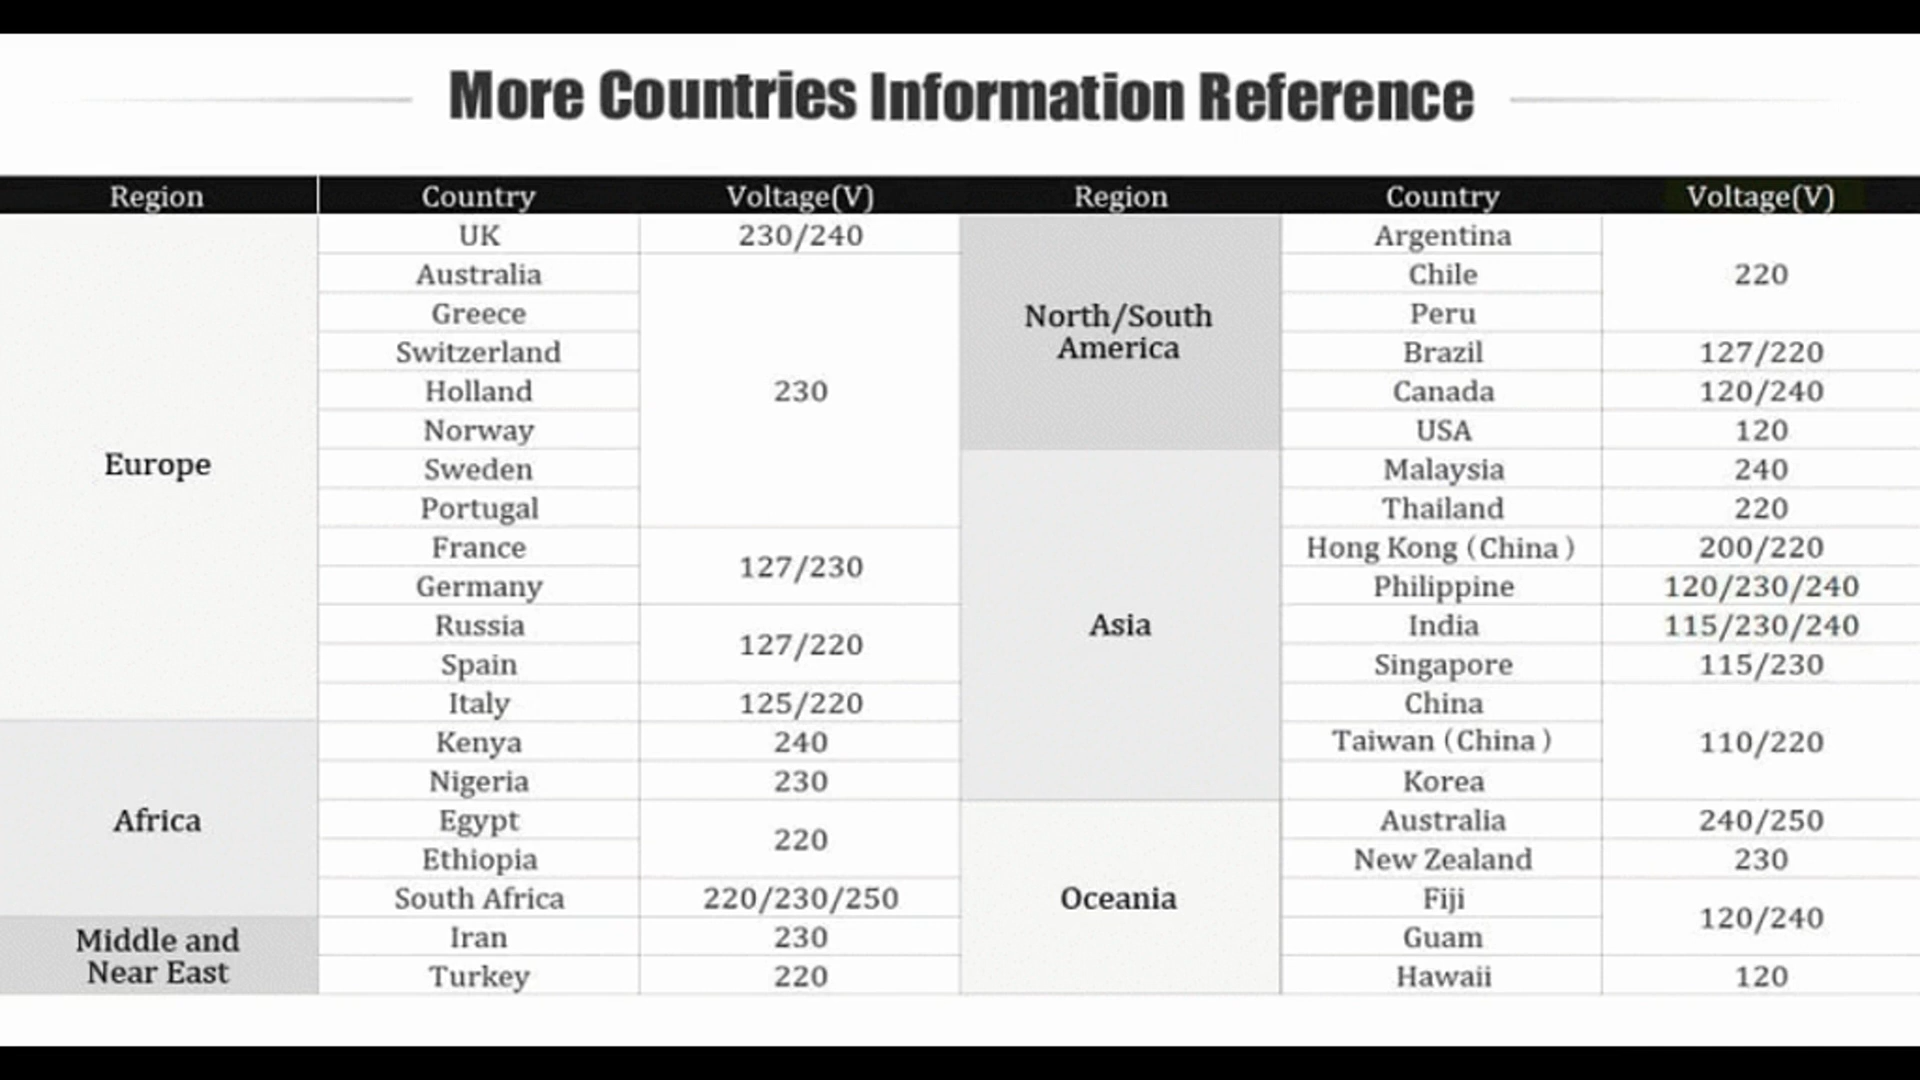 More Countries Information Reference
Region Country Voltage(V) Region Country Voltage(V)
UK 230/240 Argentina
Australia Chile 220
Greece Peru
North/South
America
Switzerland Brazil 127/220
Holland 230 Canada 120/240
Norway USA 120
Europe
Sweden Malaysia 240
Portugal Thailand 220
France Hong Kong (China) 200/220
127/230
Germany Philippine 120/230/240
Russia Asia India 115/230/240
127/220
Spain Singapore 115/230
Italy 125/220 China
Kenya 240 Taiwan (China) 110/220
Nigeria 230 Korea
Africa
Egypt Australia 240/250
220
Ethiopia New Zealand 230
South Africa 220/230/250 Oceania Fiji
120/240
Middle and
Near East
Iran 230 Guam
Turkey 220 Hawaii 120